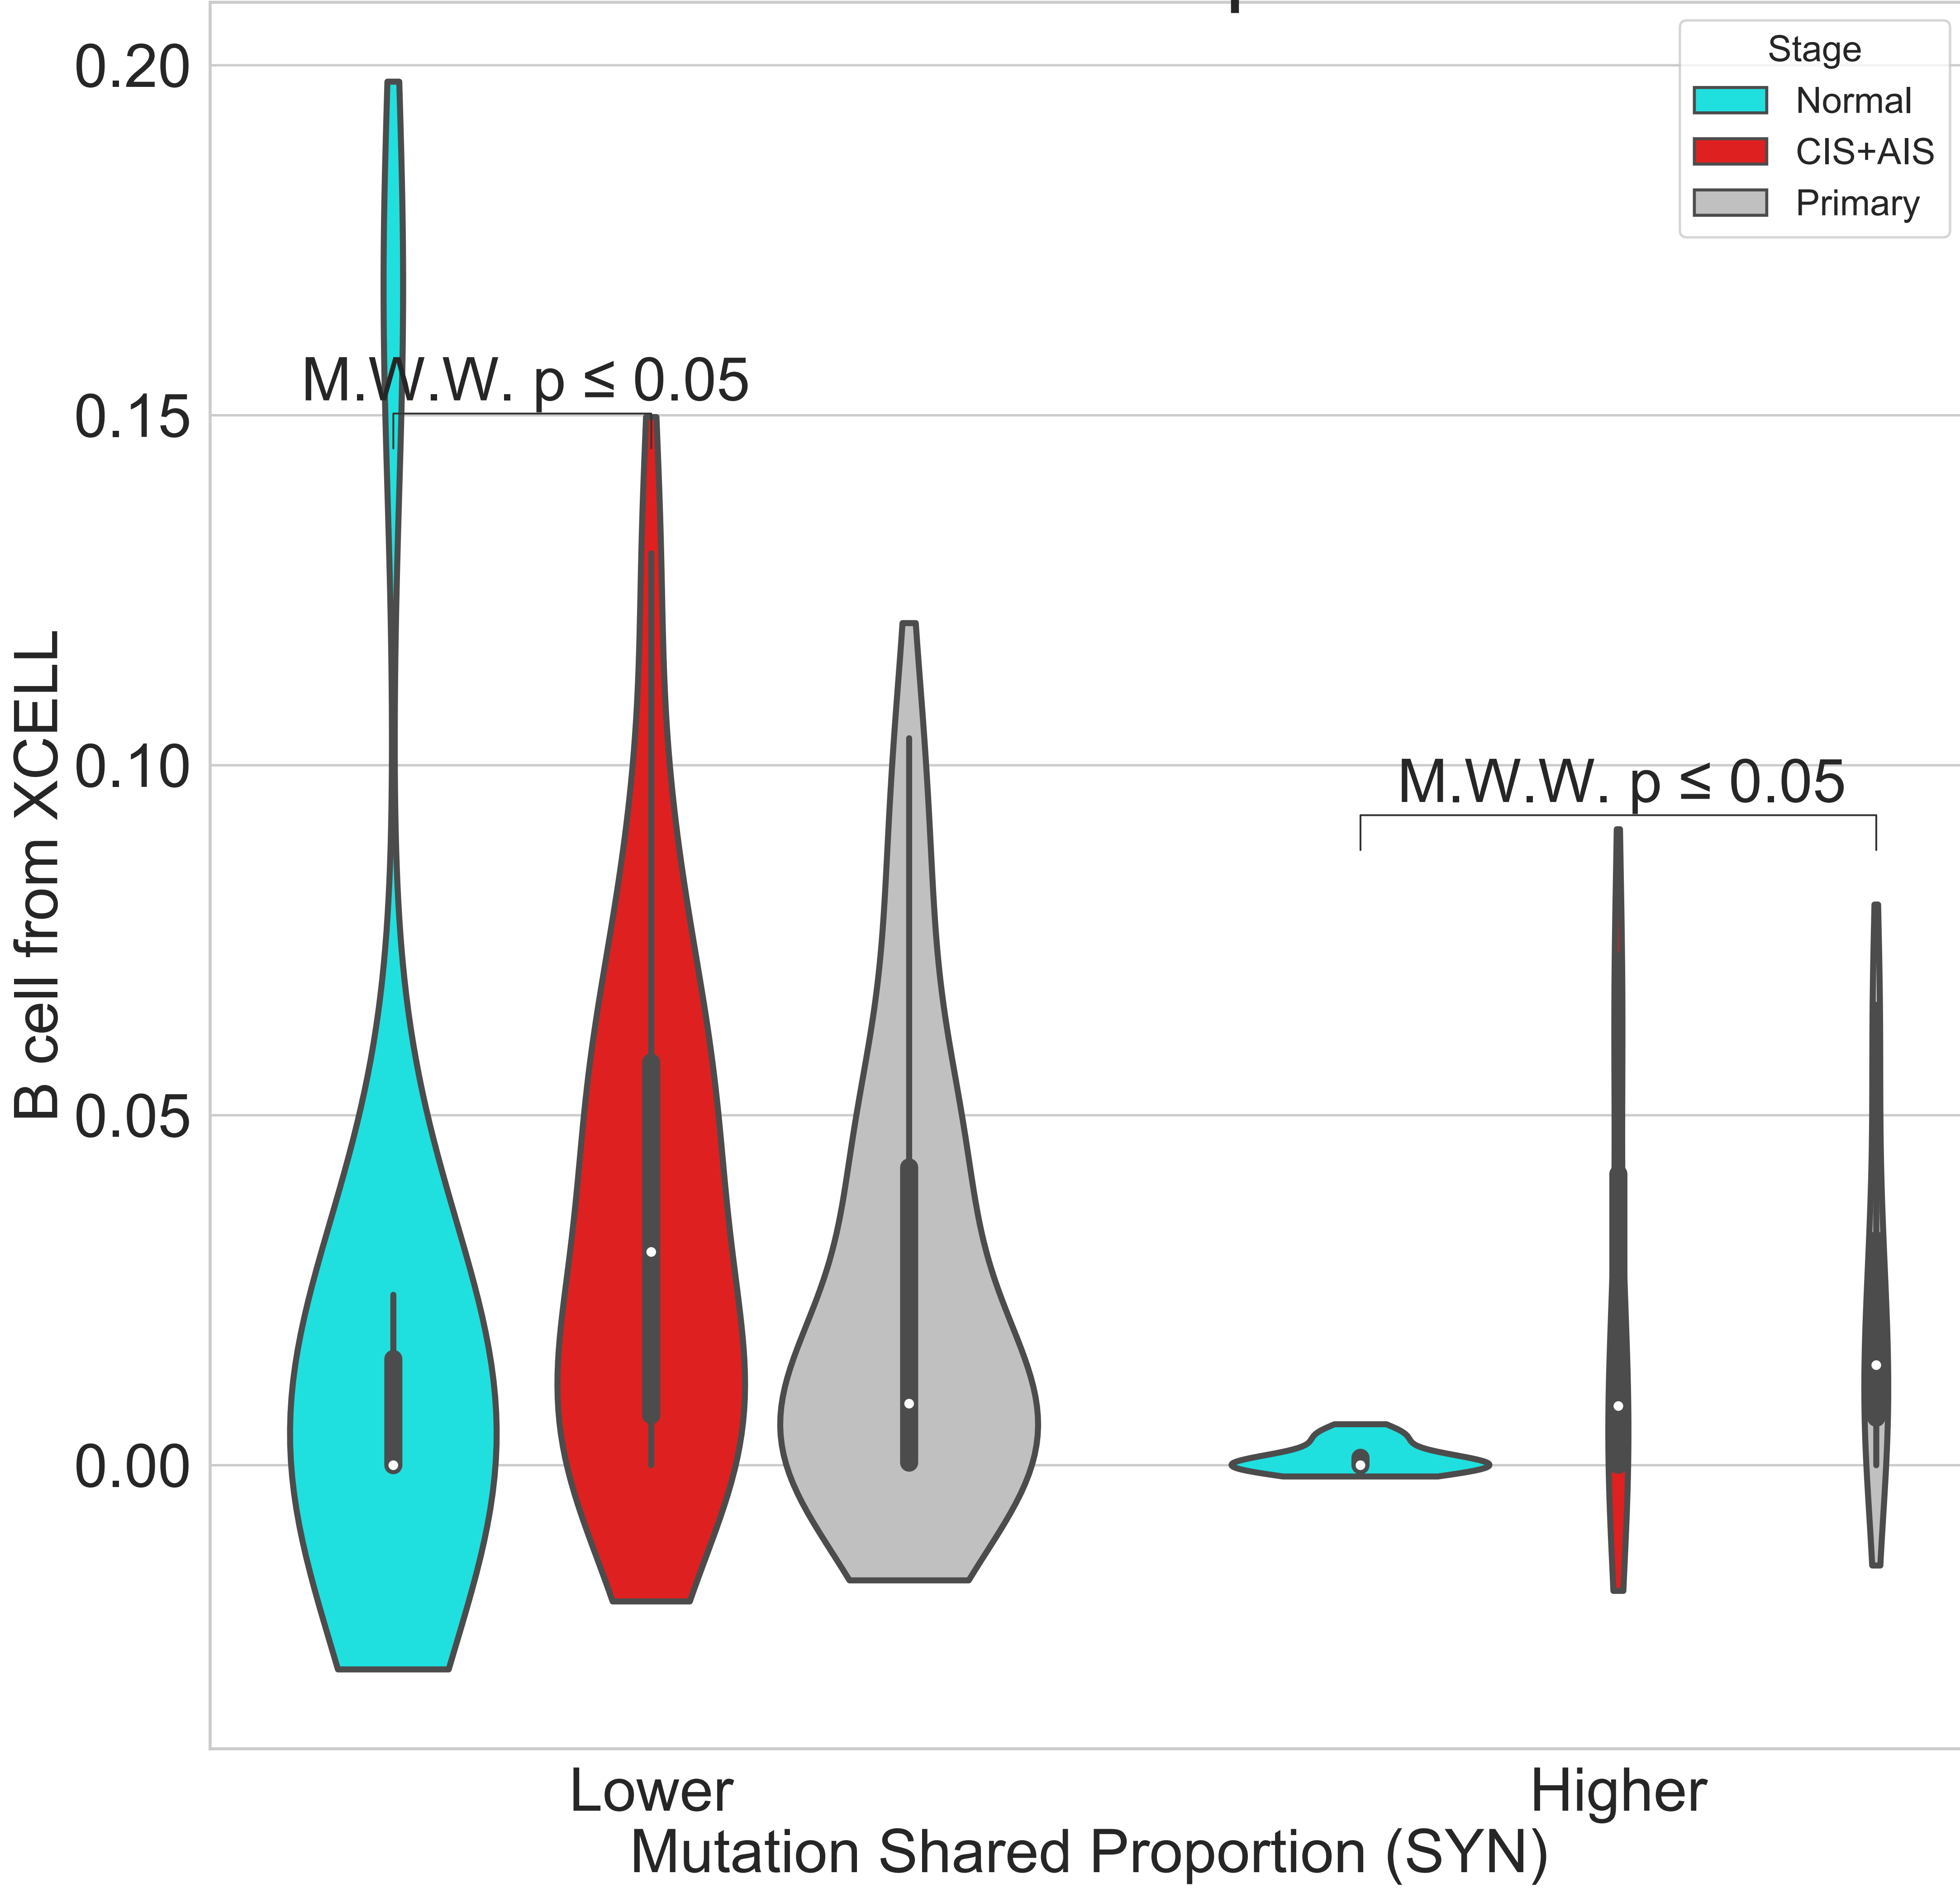 Stage
Normal
CIS+AIS
Primary
0.20
0.15
0.10
0.05
0.00
M.W.W. p ≤ 0.05
M.W.W. p ≤ 0.05
B cell from XCELL
Lower
Higher
Mutation Shared Proportion (SYN)